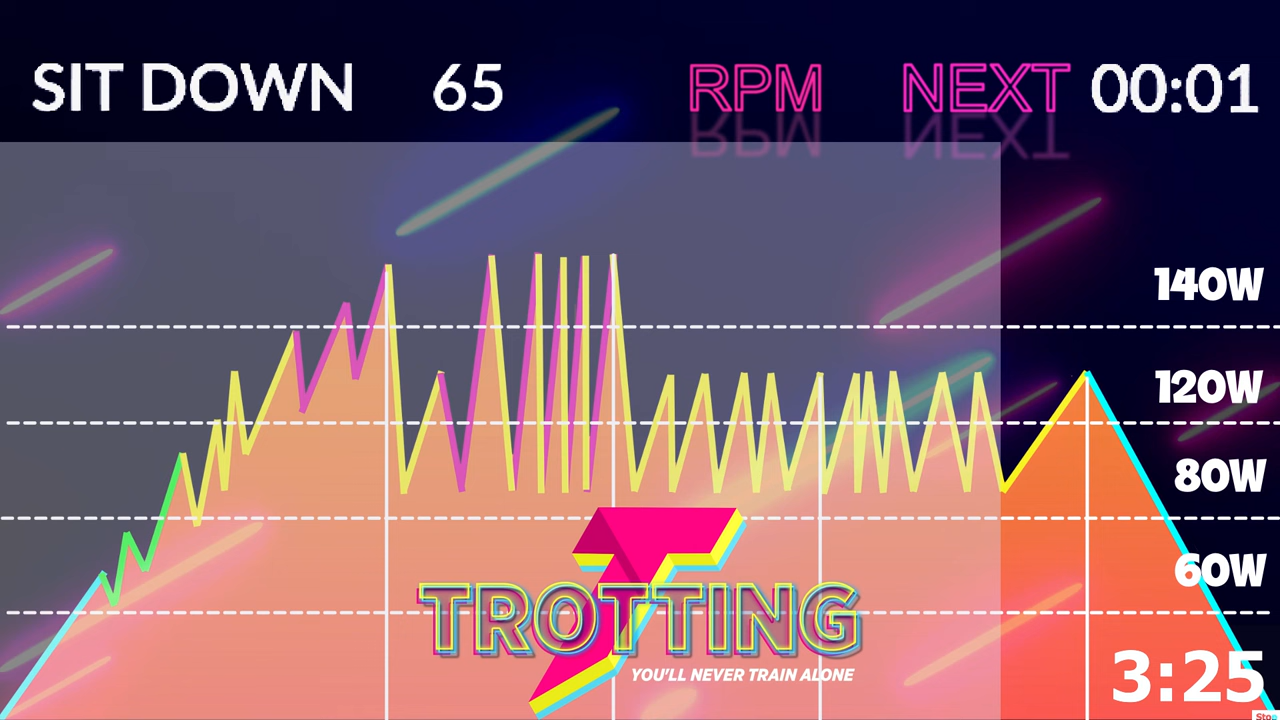 SIT DOWN 65 RPM NEXT 00:01
140W
120W
80W
60W
TROTTING
YOU'LL NEVER TRAIN ALONE
3:25